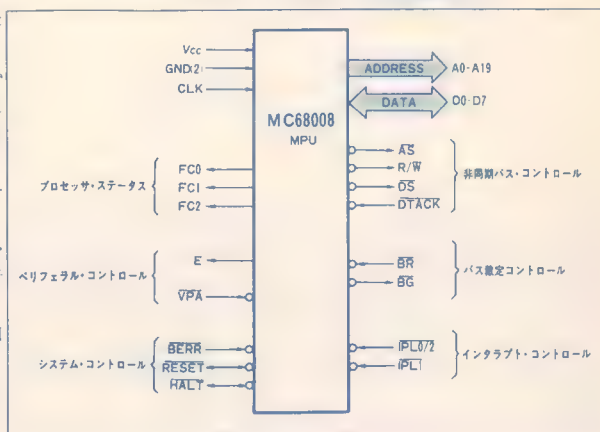 Vcc
GND(2)
CLK
MC68008
MPU
ADDRESS A0-A19
DATA D0-D7
プロセッサ・ステータス
FC0
FC1
FC2
AS
R/W
DS
DTACK
非同期バス・コントロール
ペリフェラル・コントロール
E
VPA
BR
BG
バス裁定コントロール
システム・コントロール
BERR
RESET
HALT
IPL0/2
IPL1
インタラプト・コントロール